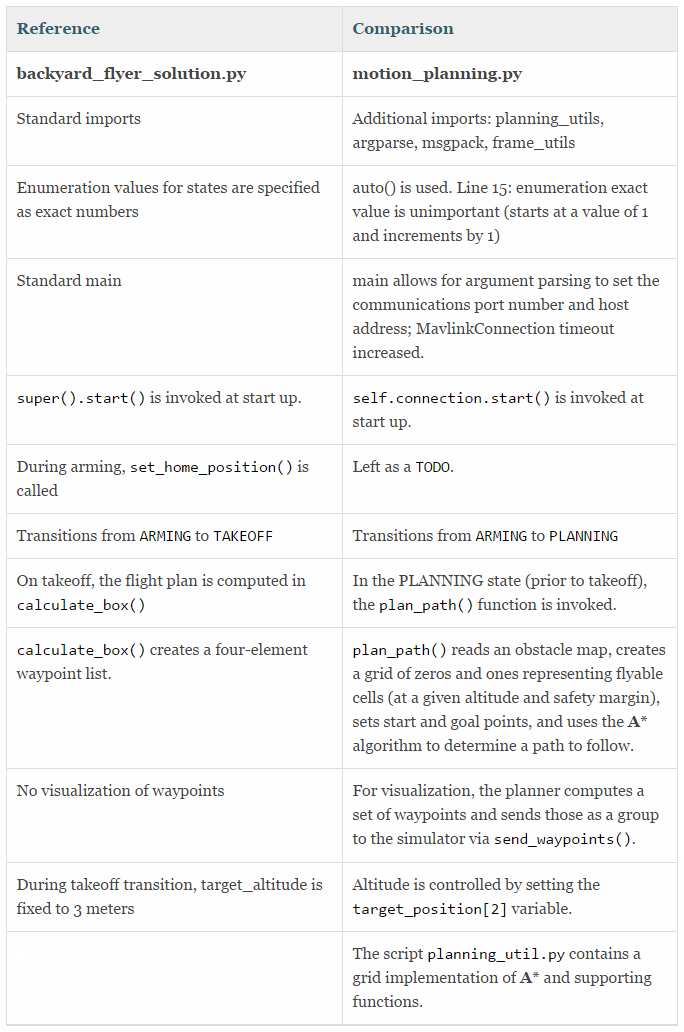 Reference
Comparison
backyard_flyer_solution.py
motion_planning.py
Standard imports
Additional imports: planning_utils,
argparse, msgpack, frame_utils
Enumeration values for states are specified
as exact numbers
auto() is used. Line 15: enumeration exact
value is unimportant (starts at a value of 1
and increments by 1)
Standard main
main allows for argument parsing to set the
communications port number and host
address; MavlinkConnection timeout
increased.
super().start() is invoked at start up.
self.connection.start() is invoked at
start up.
During arming, set_home_position() is
called
Left as a TODO.
Transitions from ARMING to TAKEOFF
Transitions from ARMING to PLANNING
On takeoff, the flight plan is computed in
calculate_box()
In the PLANNING state (prior to takeoff),
the plan_path() function is invoked.
calculate_box() creates a four-element
waypoint list.
plan_path() reads an obstacle map, creates
a grid of zeros and ones representing flyable
cells (at a given altitude and safety margin),
sets start and goal points, and uses the A*
algorithm to determine a path to follow.
No visualization of waypoints
For visualization, the planner computes a
set of waypoints and sends those as a group
to the simulator via send_waypoints().
During takeoff transition, target_altitude is
fixed to 3 meters
Altitude is controlled by setting the
target_position[2] variable.
The script planning_util.py contains a
grid implementation of A* and supporting
functions.